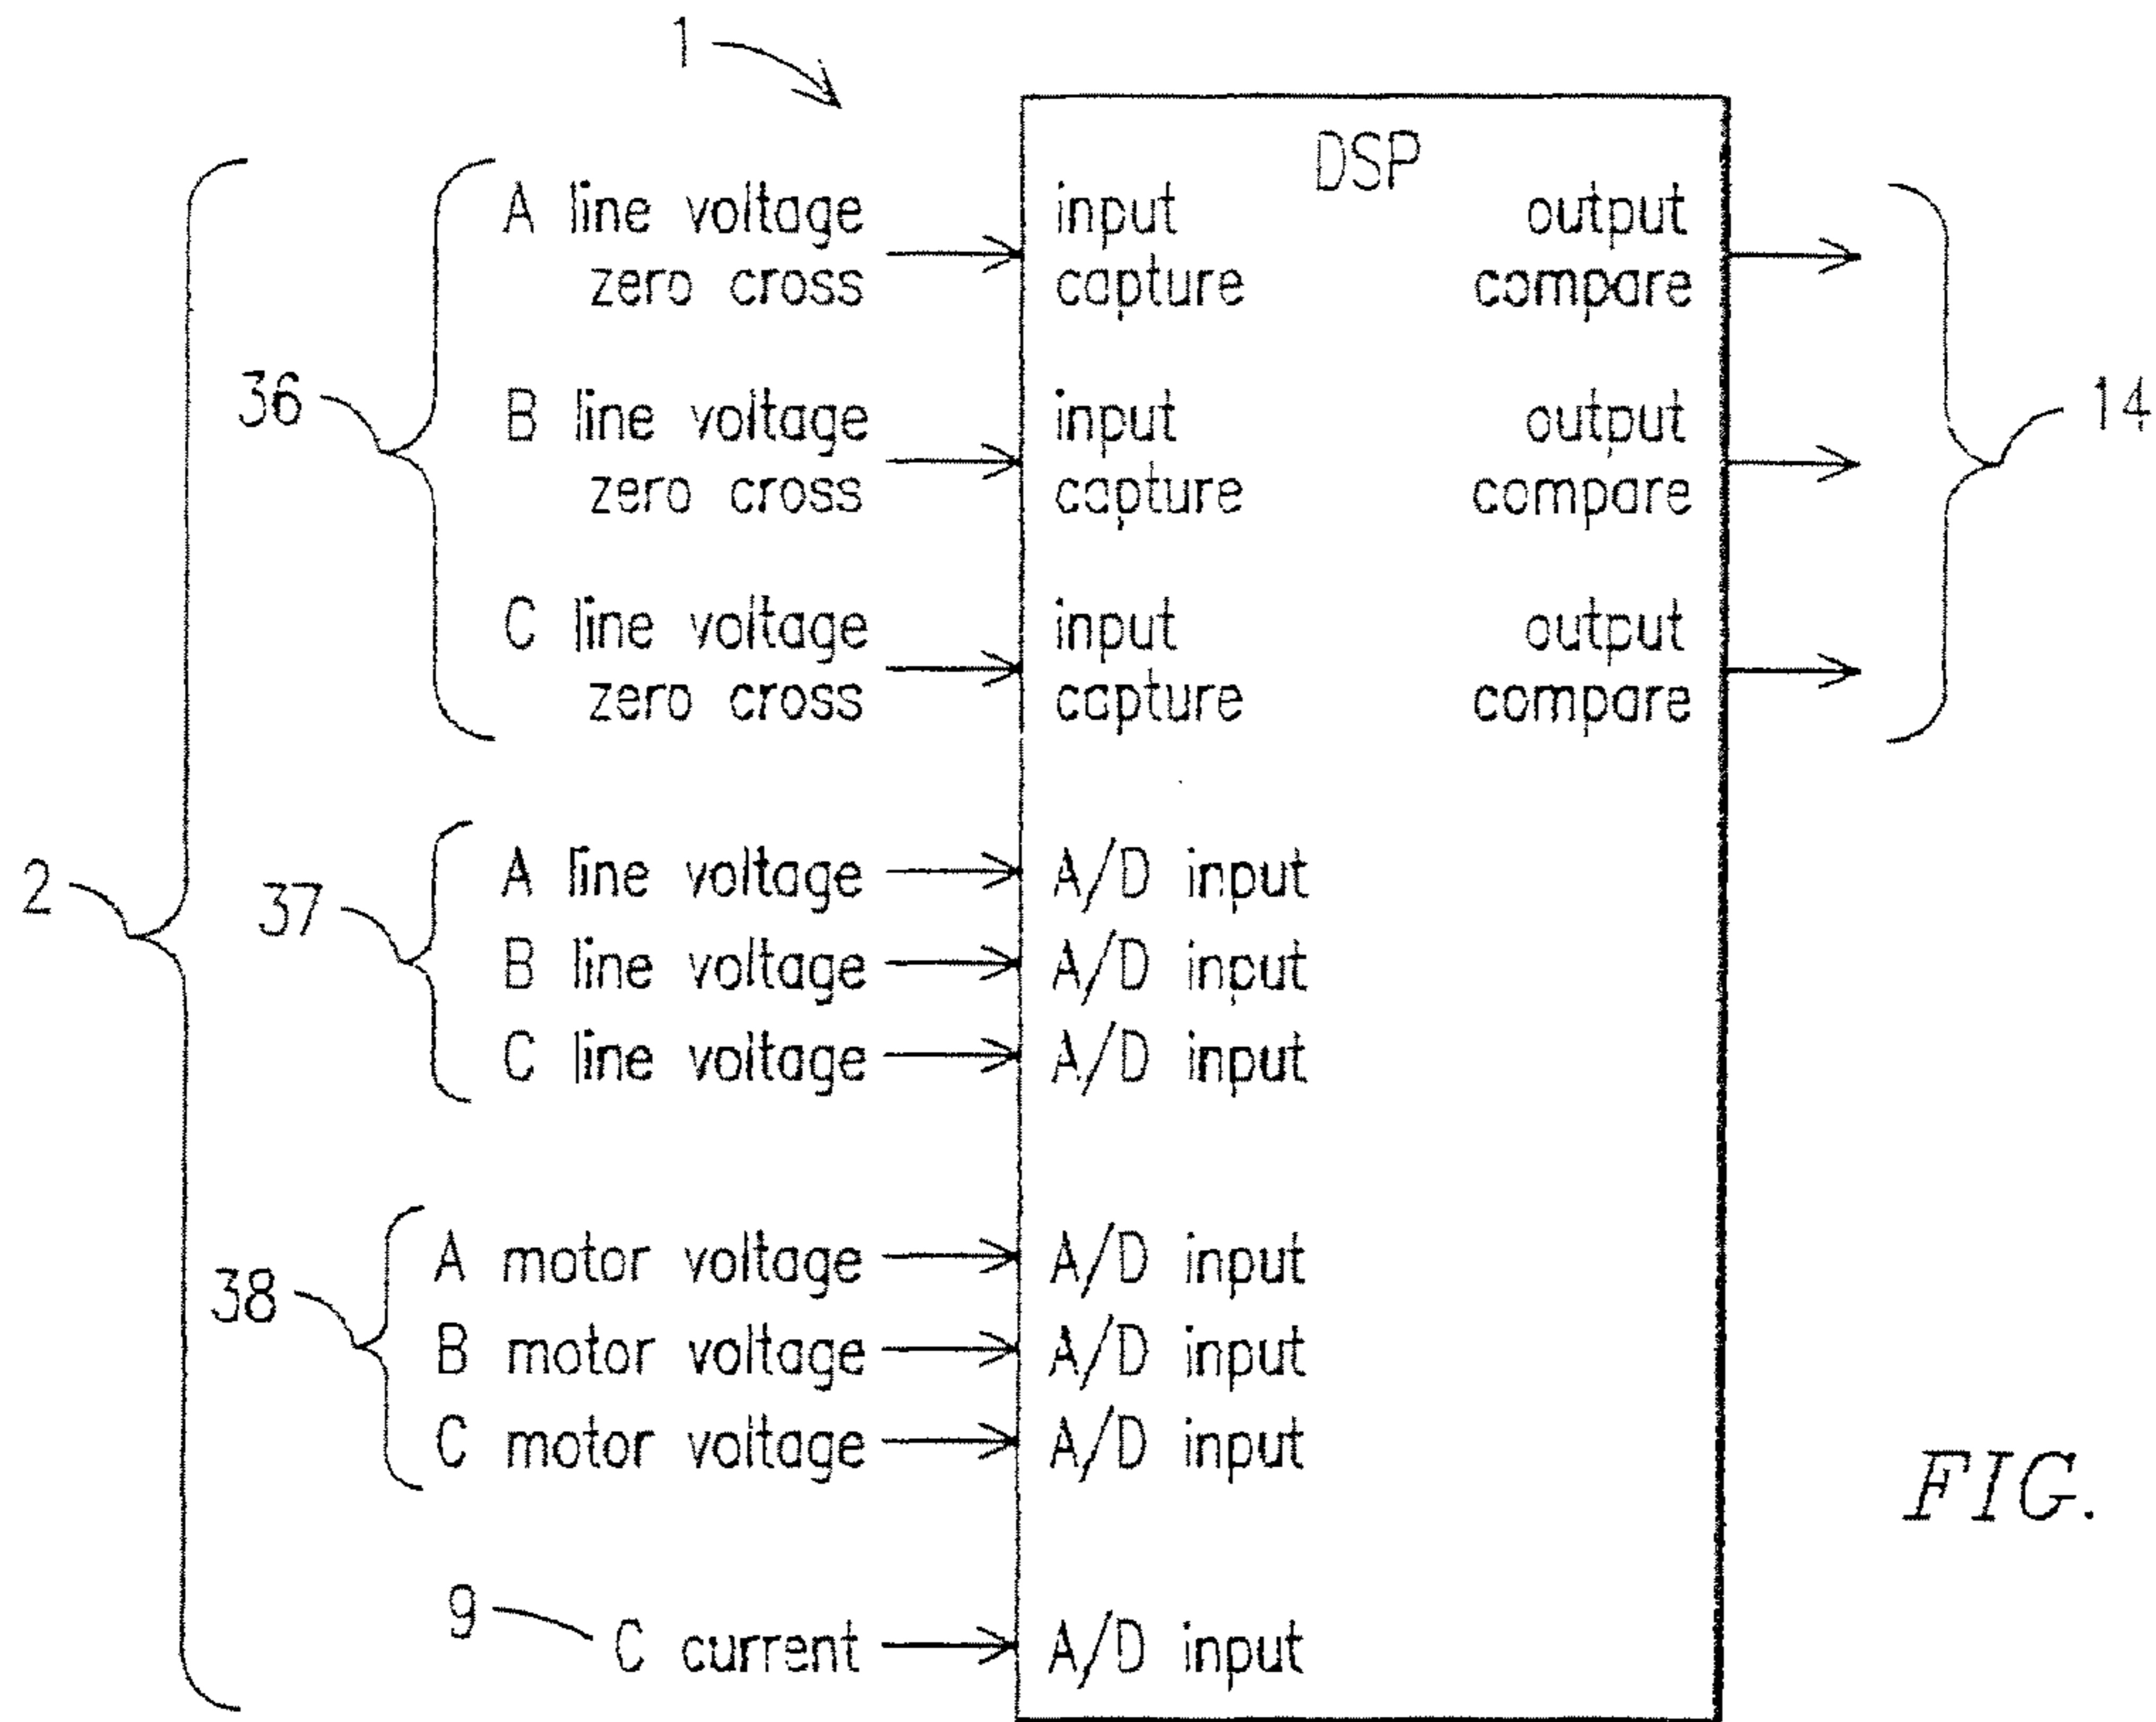 1
DSP
A line voltage input output
zero cross capture compare
36
B line voltage input output
zero cross capture compare
14
C line voltage input output
zero cross capture compare
2
37
A line voltage A/D input
B line voltage A/D input
C line voltage A/D input
38
A motor voltage A/D input
B motor voltage A/D input
C motor voltage A/D input
FIG.
9
C current A/D input